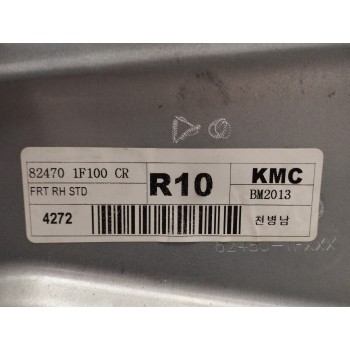 82470 1F100 CR
R10
KMC
FRT RH STD
BM2013
4272
천병남